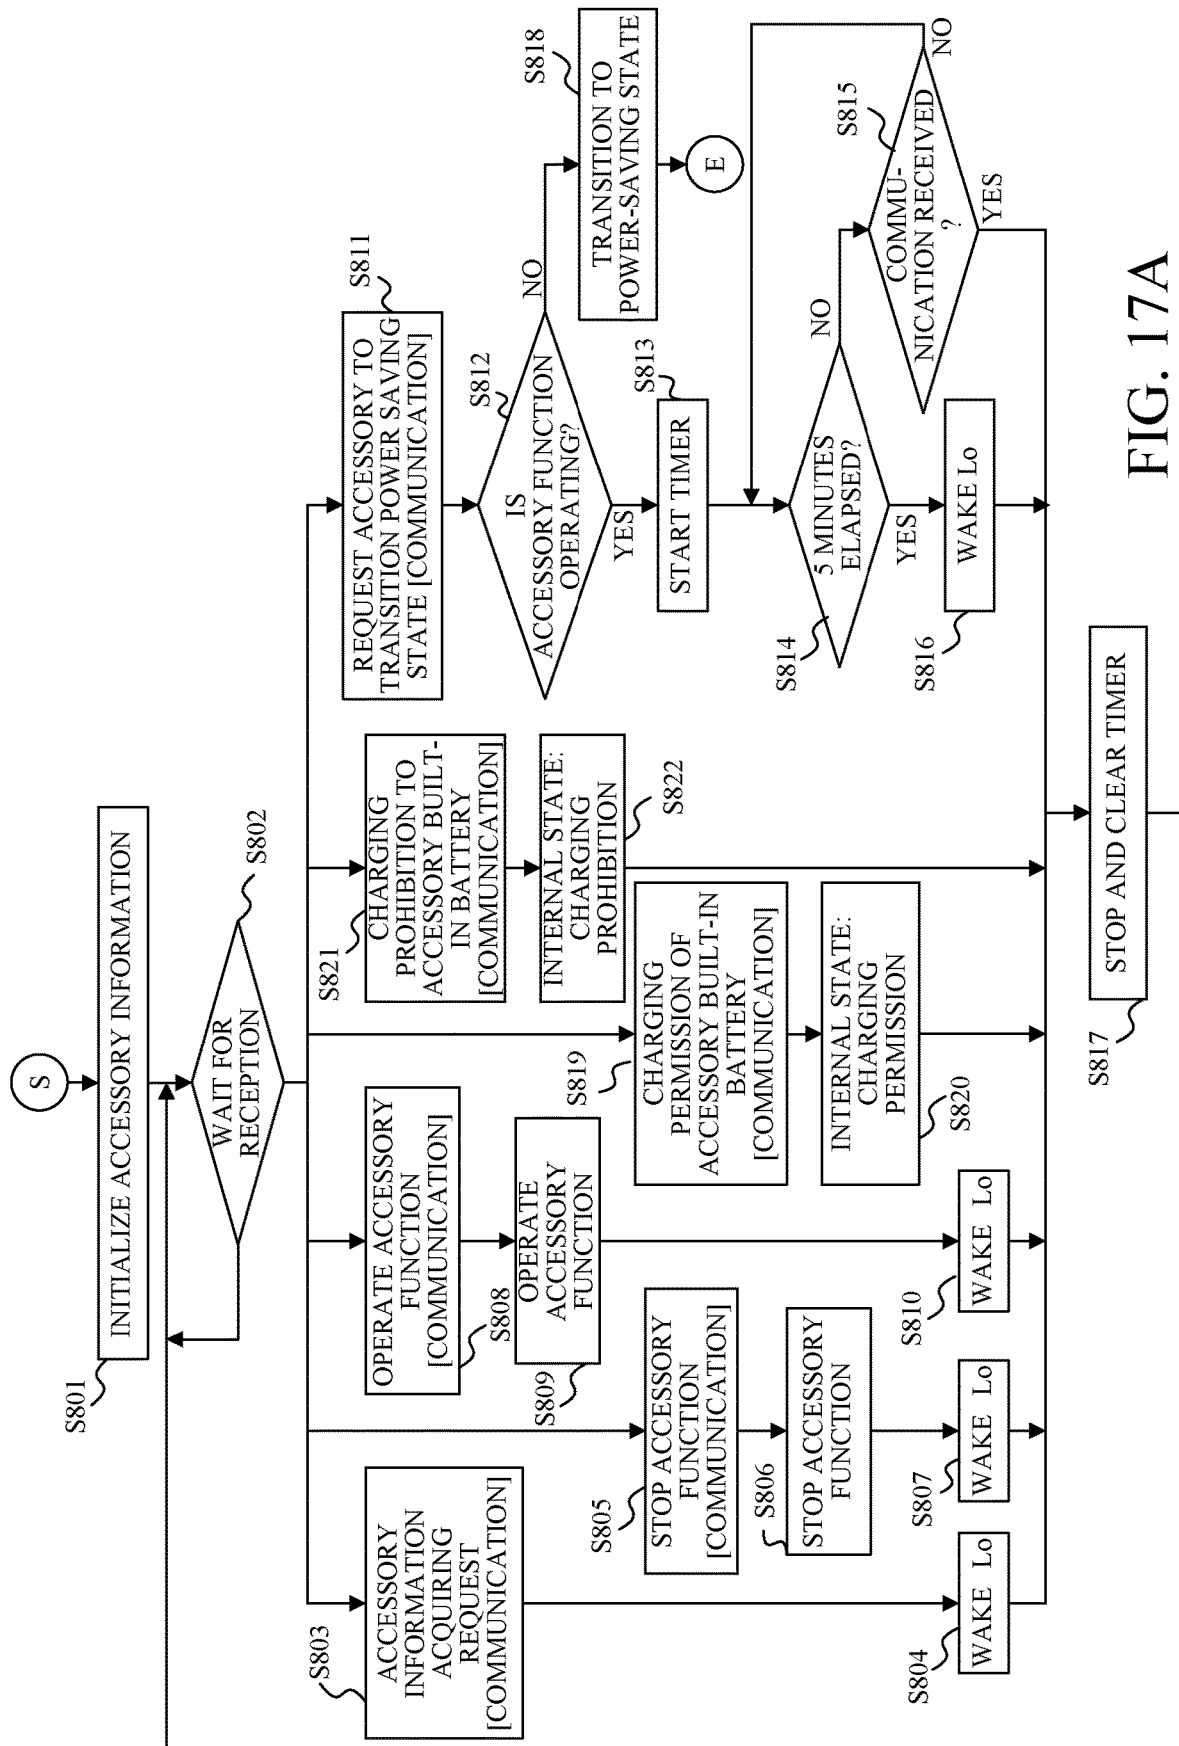 S
S801
INITIALIZE ACCESSORY INFORMATION
S802
WAIT FOR
RECEPTION
S803
ACCESSORY
INFORMATION
ACQUIRING
REQUEST
[COMMUNICATION]
S804
WAKE Lo
S805
STOP ACCESSORY
FUNCTION
[COMMUNICATION]
S806
STOP ACCESSORY
FUNCTION
S807
WAKE Lo
OPERATE ACCESSORY
FUNCTION
[COMMUNICATION]
S808
OPERATE
ACCESSORY
FUNCTION
S809
S810
WAKE Lo
S819
CHARGING
PERMISSION OF
ACCESSORY BUILT-IN
BATTERY
[COMMUNICATION]
INTERNAL STATE:
CHARGING
PERMISSION
S820
S821
CHARGING
PROHIBITION TO
ACCESSORY BUILT-
IN BATTERY
[COMMUNICATION]
INTERNAL STATE:
CHARGING
PROHIBITION
S822
S811
REQUEST ACCESSORY TO
TRANSITION POWER SAVING
STATE [COMMUNICATION]
S812
IS
ACCESSORY FUNCTION
OPERATING?
NO
YES
S818
TRANSITION TO
POWER-SAVING STATE
E
S813
START TIMER
S814
5 MINUTES
ELAPSED?
NO
YES
S815
COMMU-
NICATION RECEIVED
?
NO
YES
S816
WAKE Lo
S817
STOP AND CLEAR TIMER
FIG. 17A